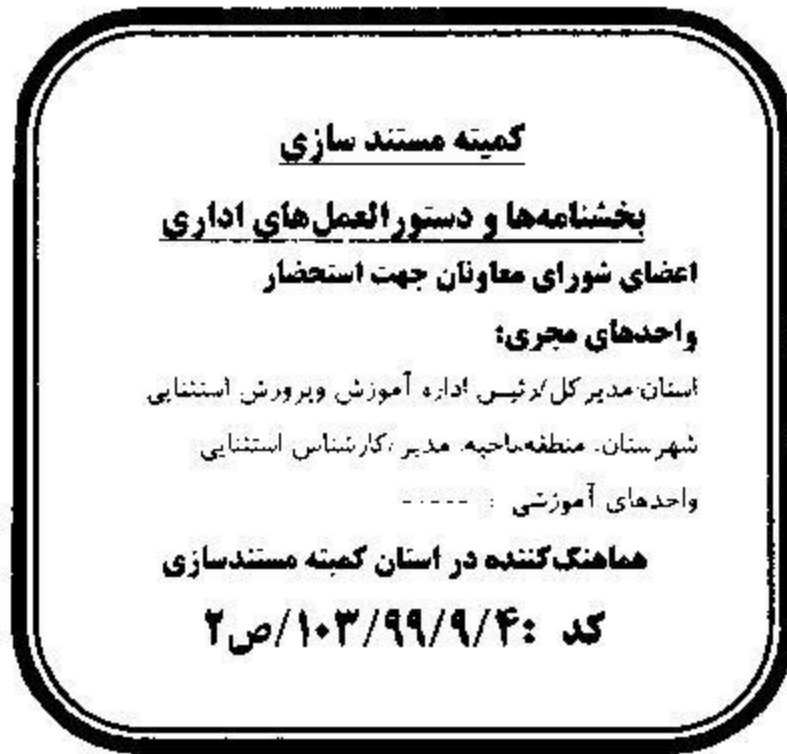 کمیته مستند سازی
بخشنامه‌ها و دستورالعمل‌های اداری
اعضای شورای معاونان جهت استحضار
واحدهای مجری:
استان:مدیر کل/رئیس اداره آموزش وپرورش استثنایی
شهرستان، منطقه،ناحیه: مدیر /کارشناس استثنایی
واحدهای آموزشی : -----
هماهنگ‌کننده در استان کمیته مستندسازی
کد :۱۰۳/۹۹/۹/۴/ص۲